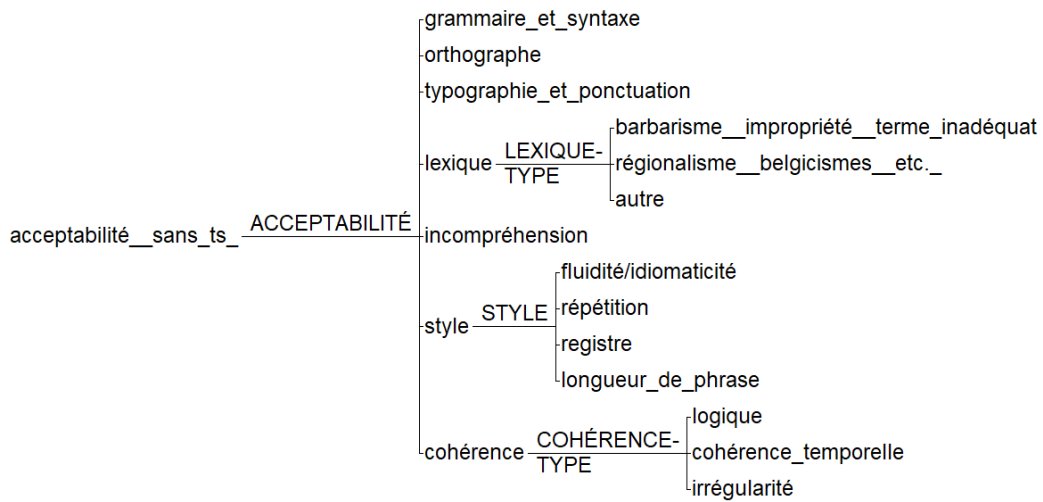 grammaire_et_syntaxe
orthographe
typographie_et_ponctuation
barbarisme__impropriété__terme_inadéquat
lexique LEXIQUE-TYPE régionalisme__belgicismes__etc._
autre
acceptabilité__sans_ts_ ACCEPTABILITÉ incompréhension
fluidité/idiomaticité
répétition
style STYLE
registre
longueur_de_phrase
logique
cohérence COHÉRENCE-TYPE cohérence_temporelle
irrégularité